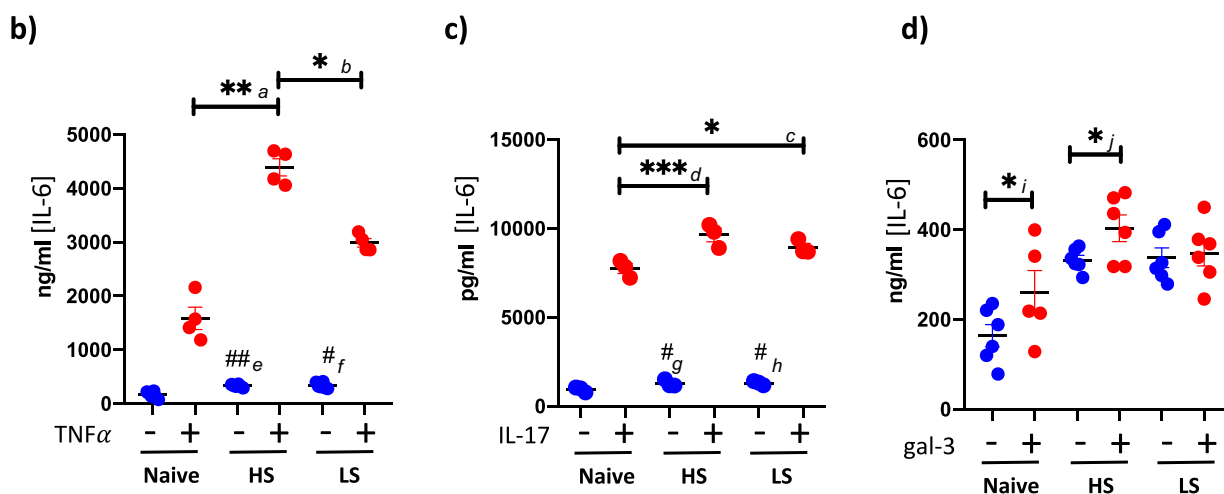 b)
** a
* b
5000
4000
3000
2000
1000
0
ng/ml [IL-6]
## e
# f
TNFα - + - + - +
Naive HS LS
c)
* c
*** d
15000
10000
5000
0
pg/ml [IL-6]
# g
# h
IL-17 - + - + - +
Naive HS LS
d)
* j
* i
600
400
200
0
ng/ml [IL-6]
gal-3 - + - + - +
Naive HS LS